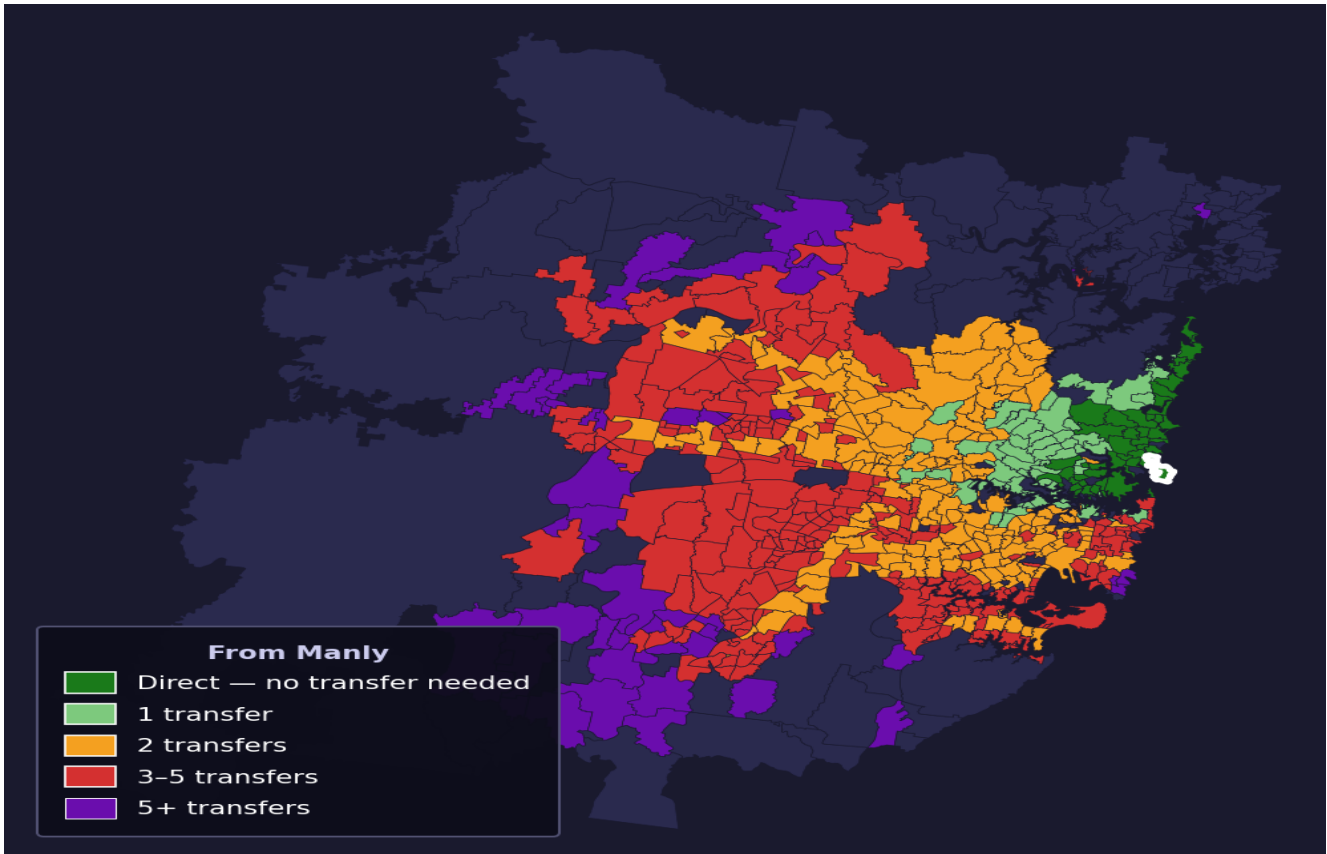 From Manly
Direct — no transfer needed
1 transfer
2 transfers
3–5 transfers
5+ transfers